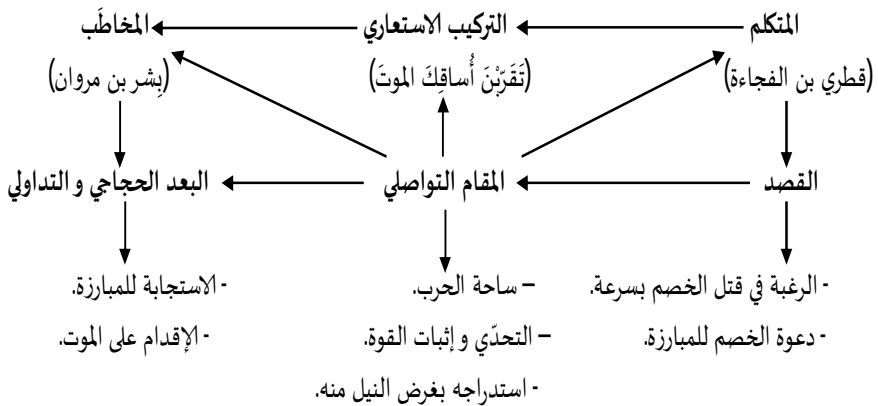 المتكلم التركيب الاستعاري المخاطَب
(قطري بن الفجاءة) (تَقَرّبْنَ أُساقِكَ الموتَ) (بِشر بن مروان)
القصد المقام التواصلي البعد الحجاجي و التداولي
- الرغبة في قتل الخصم بسرعة. – ساحة الحرب. - الاستجابة للمبارزة.
- دعوة الخصم للمبارزة. – التحدّي و إثبات القوة. - الإقدام على الموت.
- استدراجه بغرض النيل منه.